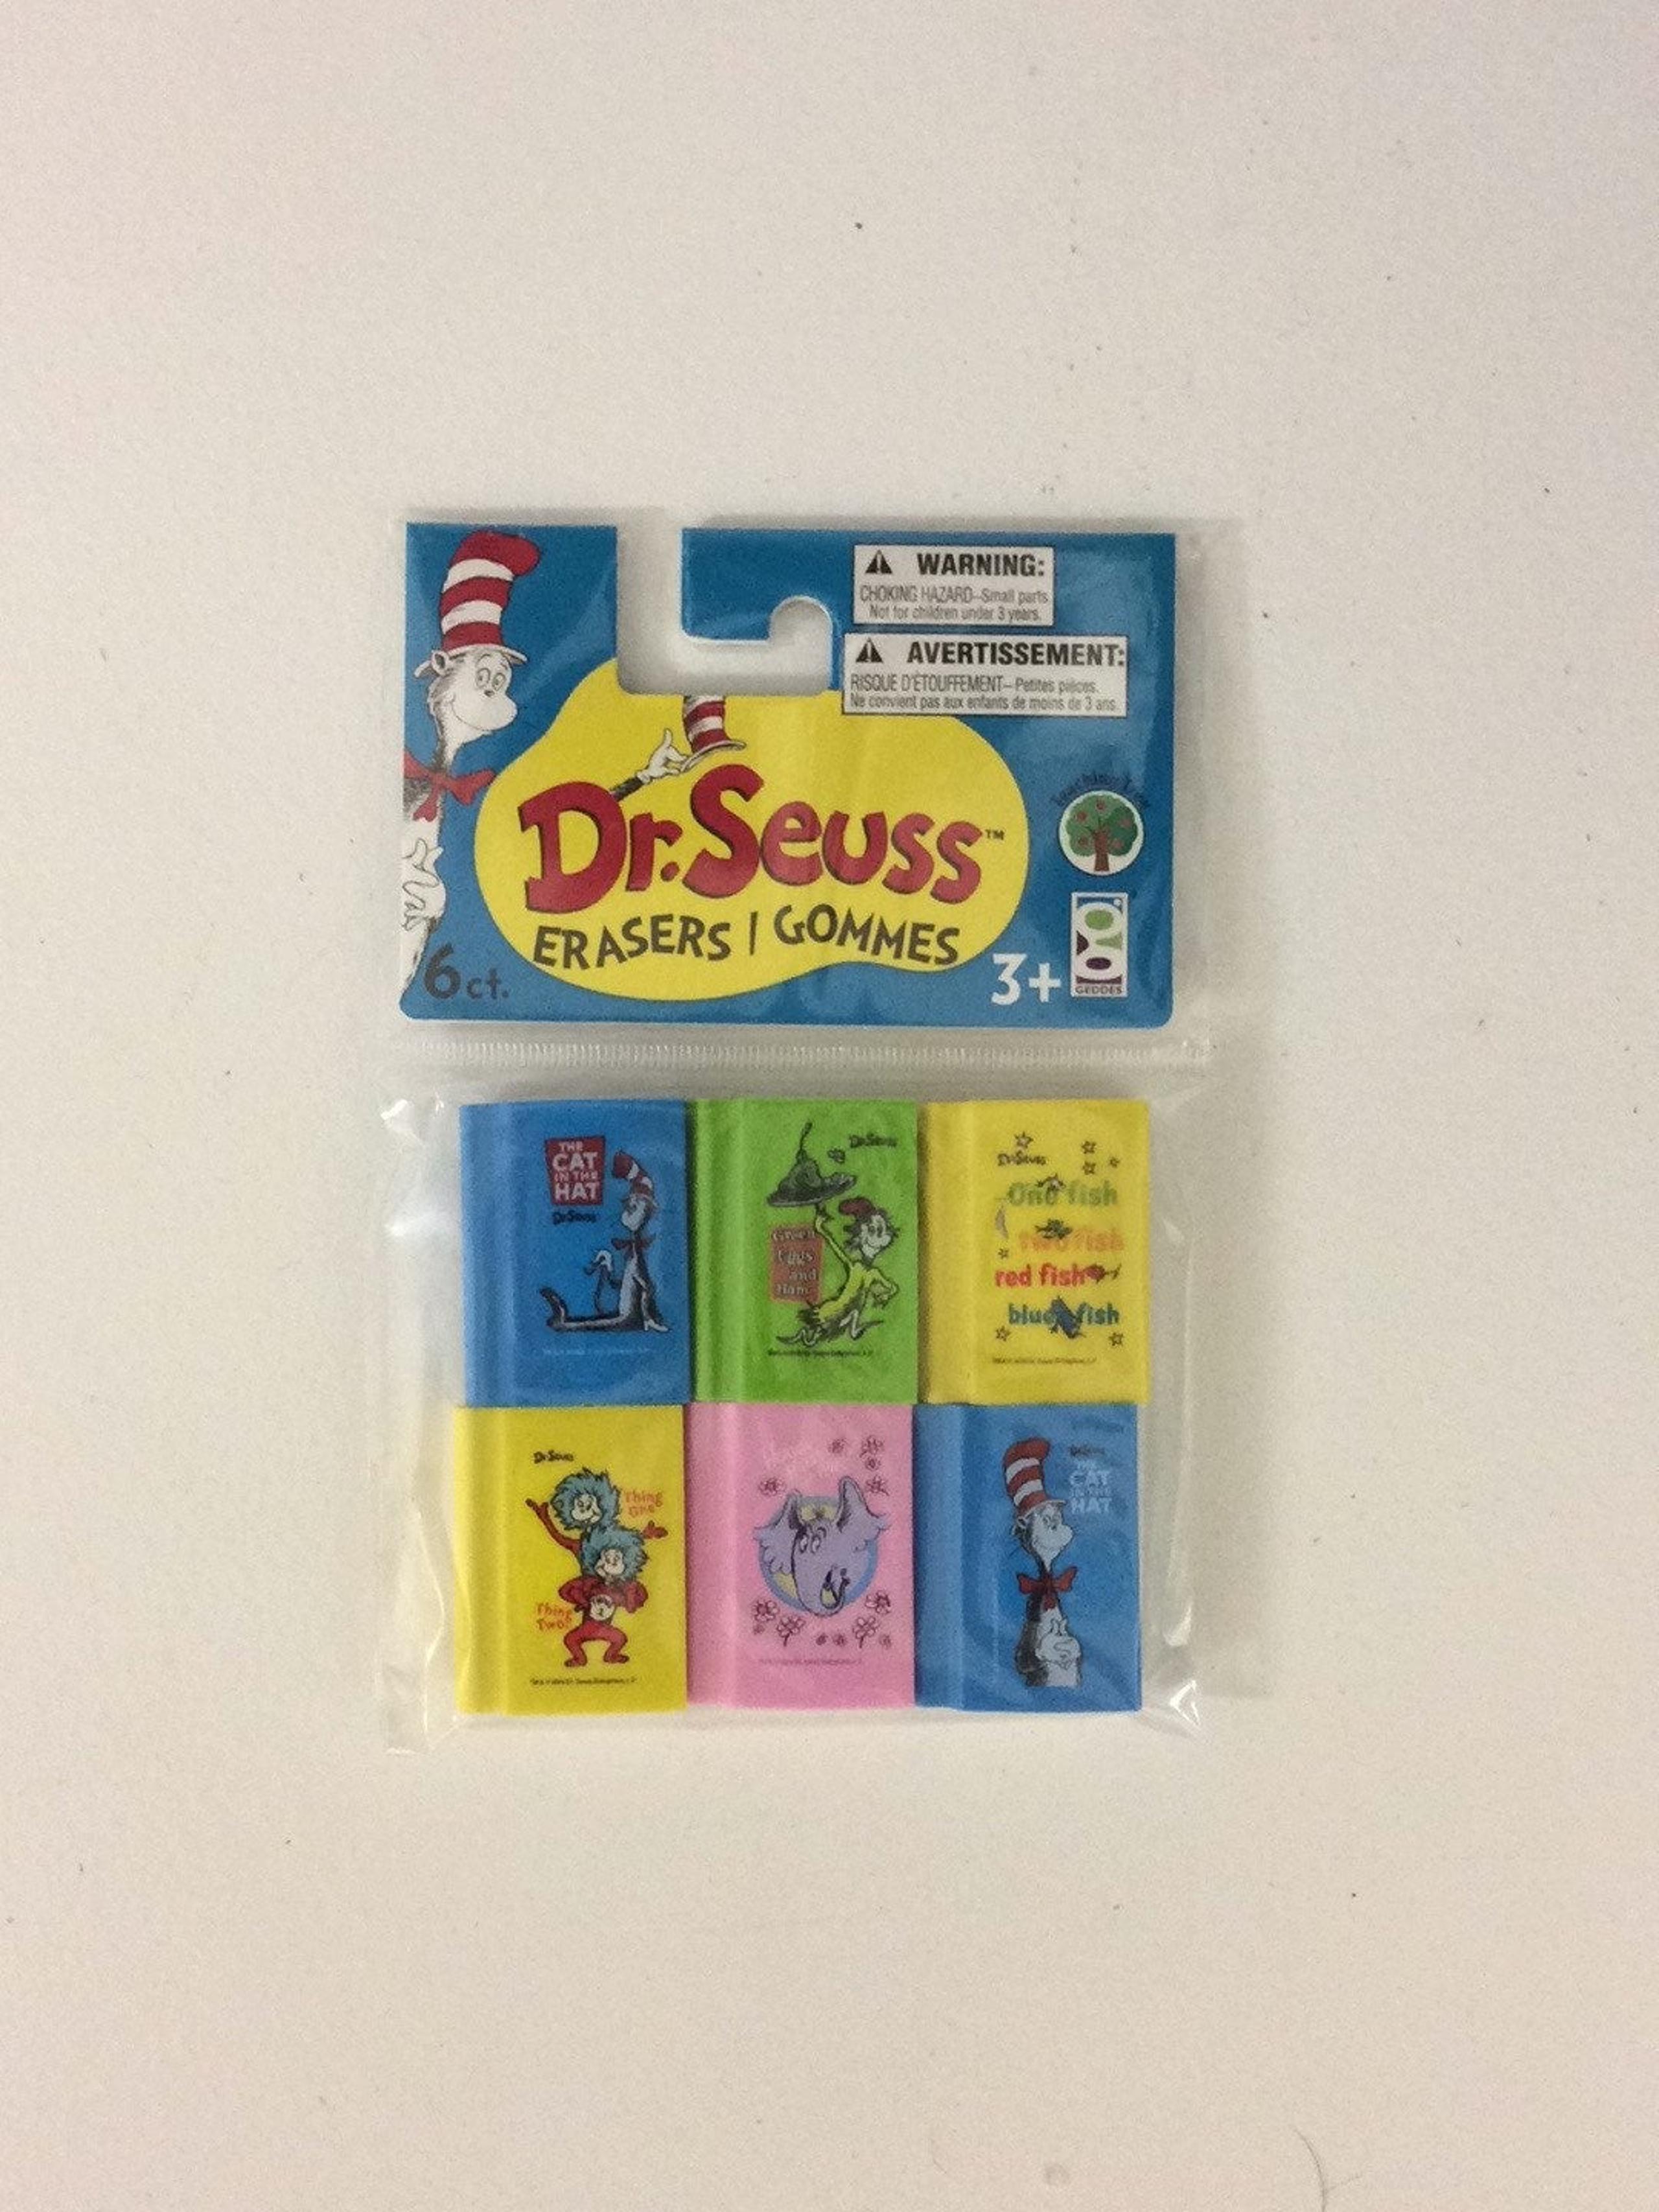 WARNING:
CHOKING HAZARD--Small parts
Not for children under 3 years.
AVERTISSEMENT:
RISQUE D'ÉTOUFFEMENT--Petites pièces.
Ne convient pas aux enfants de moins de 3 ans.
Dr. Seuss™
ERASERS | GOMMES
6 ct.
3+
GEDDES
THE
CAT
IN THE
HAT
Dr. Seuss
Dr. Seuss
Green
Eggs
and
Ham
Dr. Seuss
One fish
two fish
red fish
blue fish
Dr. Seuss
Thing
One
Thing
Two
Dr. Seuss
THE
CAT
IN THE
HAT